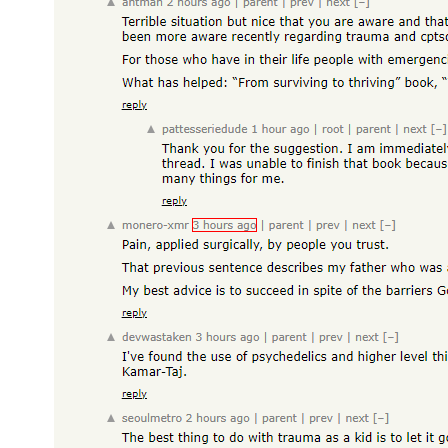 antman 2 hours ago | parent | prev | next [–]
Terrible situation but nice that you are aware and that
been more aware recently regarding trauma and cpts
For those who have in their life people with emergenc
What has helped: “From surviving to thriving” book, “
reply
▲ pattesseriedude 1 hour ago | root | parent | next [–]
Thank you for the suggestion. I am immediatel
thread. I was unable to finish that book becaus
many things for me.
reply
▲ monero-xmr 3 hours ago | parent | prev | next [–]
Pain, applied surgically, by people you trust.
That previous sentence describes my father who was
My best advice is to succeed in spite of the barriers G
reply
▲ devwastaken 3 hours ago | parent | prev | next [–]
I've found the use of psychedelics and higher level thi
Kamar-Taj.
reply
▲ seoulmetro 2 hours ago | parent | prev | next [–]
The best thing to do with trauma as a kid is to let it g